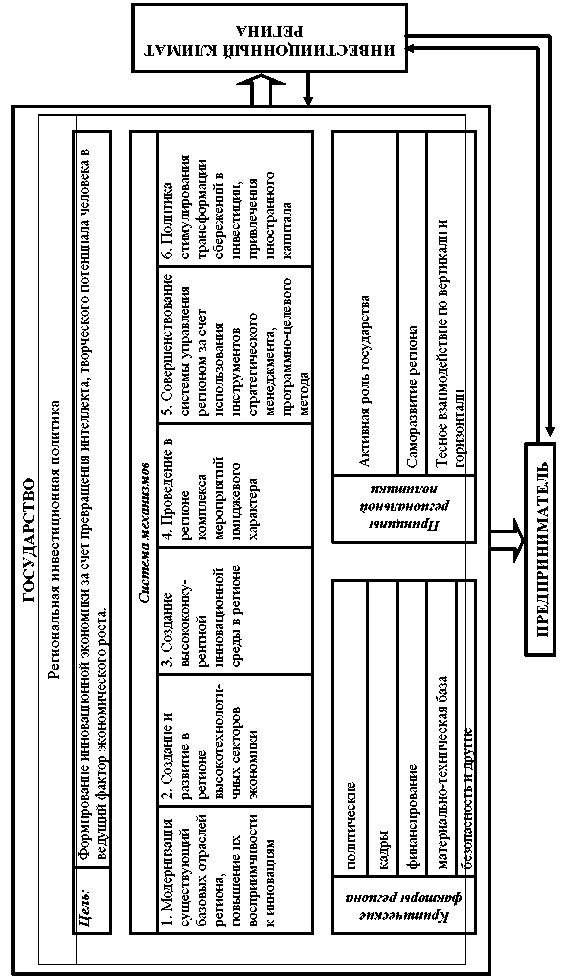 ГОСУДАРСТВО
Региональная инвестиционная политика
Цель:
Формирование инновационной экономики за счет превращения интеллекта, творческого потенциала человека в
ведущий фактор экономического роста.
Система механизмов
1. Модернизация
существующий
базовых отраслей
региона,
повышение их
восприимчивости
к инновациям
2. Создание и
развитие в
регионе
высокотехнологи-
чных секторов
экономики
3. Создание
высококонку-
рентной
инновационной
среды в регионе
4. Проведение в
регионе
комплекса
мероприятий
имиджевого
характера
5. Совершенствование
системы управления
регионом за счет
использования
инструментов
стратегического
менеджмента,
программно-целевого
метода
6. Политика
стимулирования
трансформации
сбережений в
инвестиции,
привлечения
иностранного
капитала
Критические
факторы региона
политические
кадры
финансирование
материально-техническая база
безопасность и другие
Принципы
региональной
политики
Активная роль государства
Саморазвитие региона
Тесное взаимодействие по вертикали и
горизонтали
ИНВЕСТИЦИОННЫЙ КЛИМАТ
РЕГИНА
ПРЕДПРИНИМАТЕЛЬ